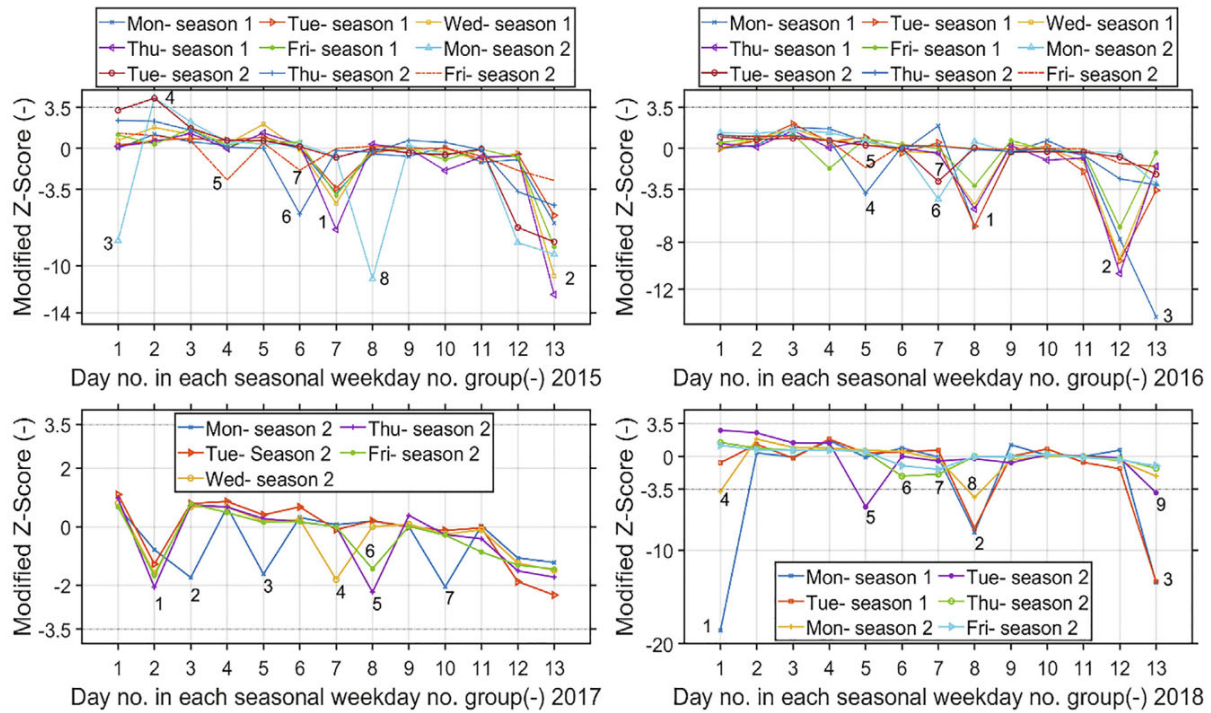 Mon- season 1 Tue- season 1 Wed- season 1
Thu- season 1 Fri- season 1 Mon- season 2
Tue- season 2 Thu- season 2 Fri- season 2
Modified Z-Score (-)
3.5
0
-3.5
-10
-14
4
5
7
6
1
3
8
2
1 2 3 4 5 6 7 8 9 10 11 12 13
Day no. in each seasonal weekday no. group(-) 2015
Mon- season 1 Tue- season 1 Wed- season 1
Thu- season 1 Fri- season 1 Mon- season 2
Tue- season 2 Thu- season 2 Fri- season 2
Modified Z-Score (-)
3.5
0
-3.5
-8
-12
5
7
4
6
1
2
3
1 2 3 4 5 6 7 8 9 10 11 12 13
Day no. in each seasonal weekday no. group(-) 2016
Mon- season 2 Thu- season 2
Tue- Season 2 Fri- season 2
Wed- season 2
Modified Z-Score (-)
3.5
2
0
-2
-3.5
1
2
3
4
6
5
7
1 2 3 4 5 6 7 8 9 10 11 12 13
Day no. in each seasonal weekday no. group(-) 2017
Modified Z-Score (-)
3.5
0
-3.5
-10
-20
4
5
6
7
8
9
2
1
3
Mon- season 1 Tue- season 2
Tue- season 1 Thu- season 2
Mon- season 2 Fri- season 2
1 2 3 4 5 6 7 8 9 10 11 12 13
Day no. in each seasonal weekday no. group(-) 2018